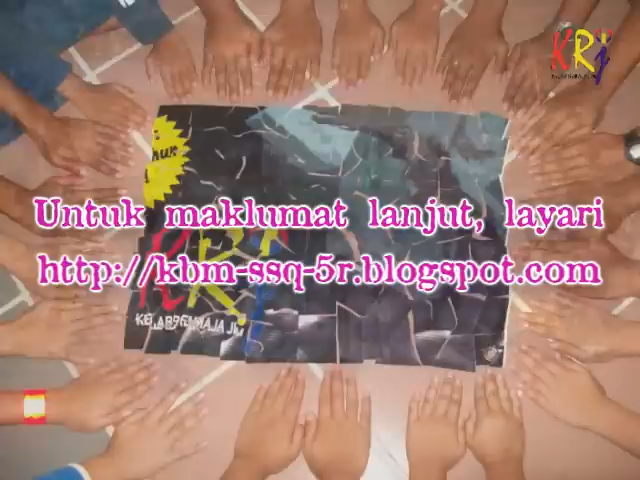 KRJ
Untuk maklumat lanjut, layari
http://kbm-ssq-5r.blogspot.com
KRJ